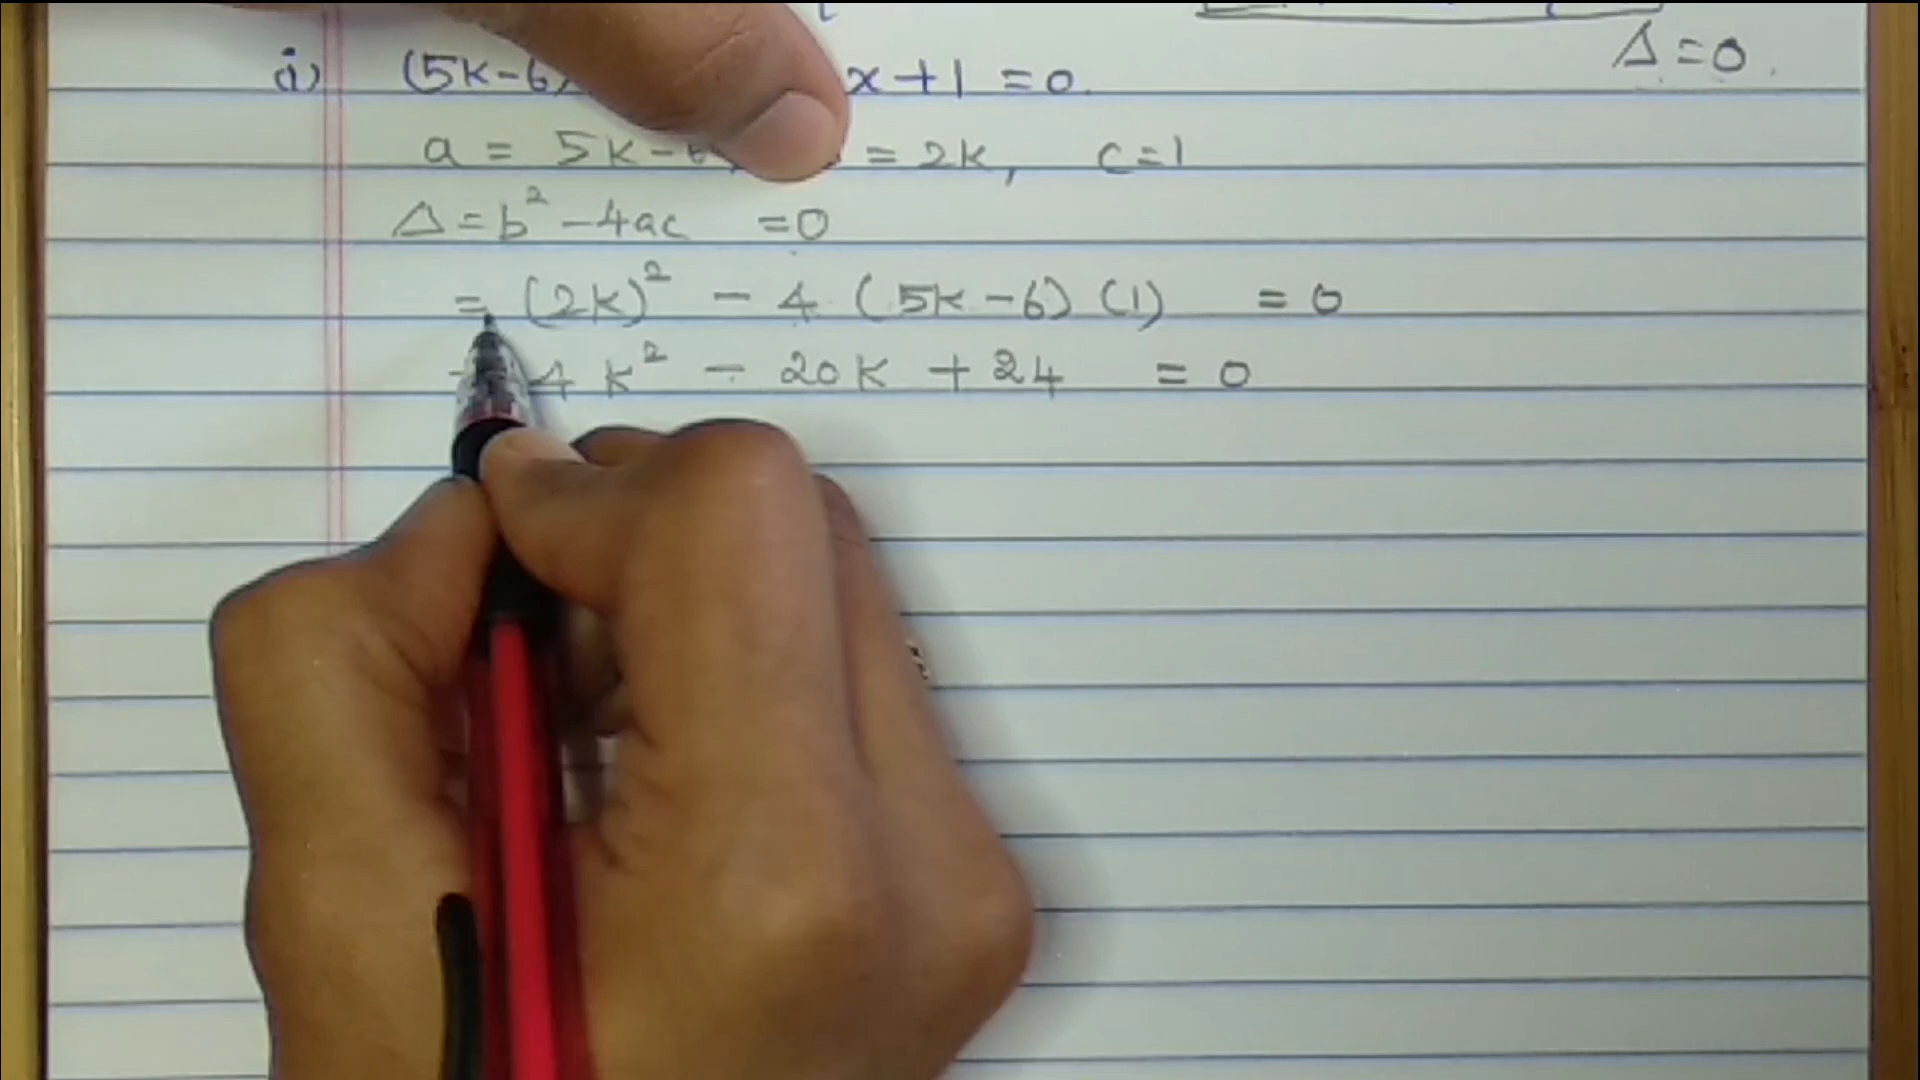 Δ = 0
(i) (5k-6) x + 1 = 0.
a = 5k - = 2k, c = 1
Δ = b² - 4ac = 0
= (2k)² - 4 (5k - 6) (1) = 0
4k² - 20k + 24 = 0